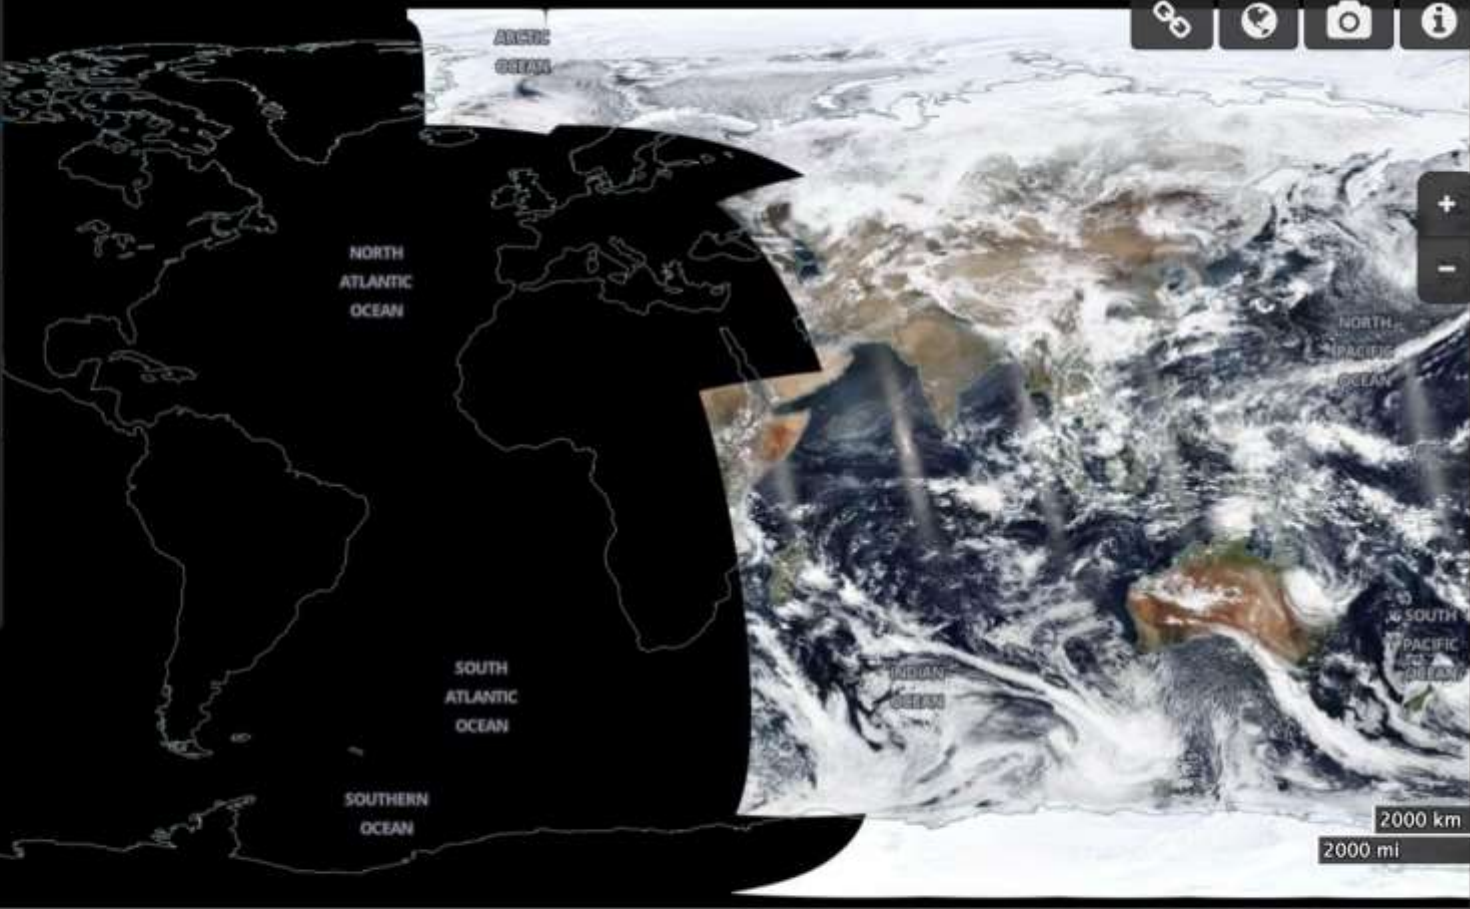 ARCTIC
OCEAN
NORTH
ATLANTIC
OCEAN
NORTH
PACIFIC
OCEAN
SOUTH
PACIFIC
OCEAN
SOUTH
ATLANTIC
OCEAN
INDIAN
OCEAN
SOUTHERN
OCEAN
2000 km
2000 mi